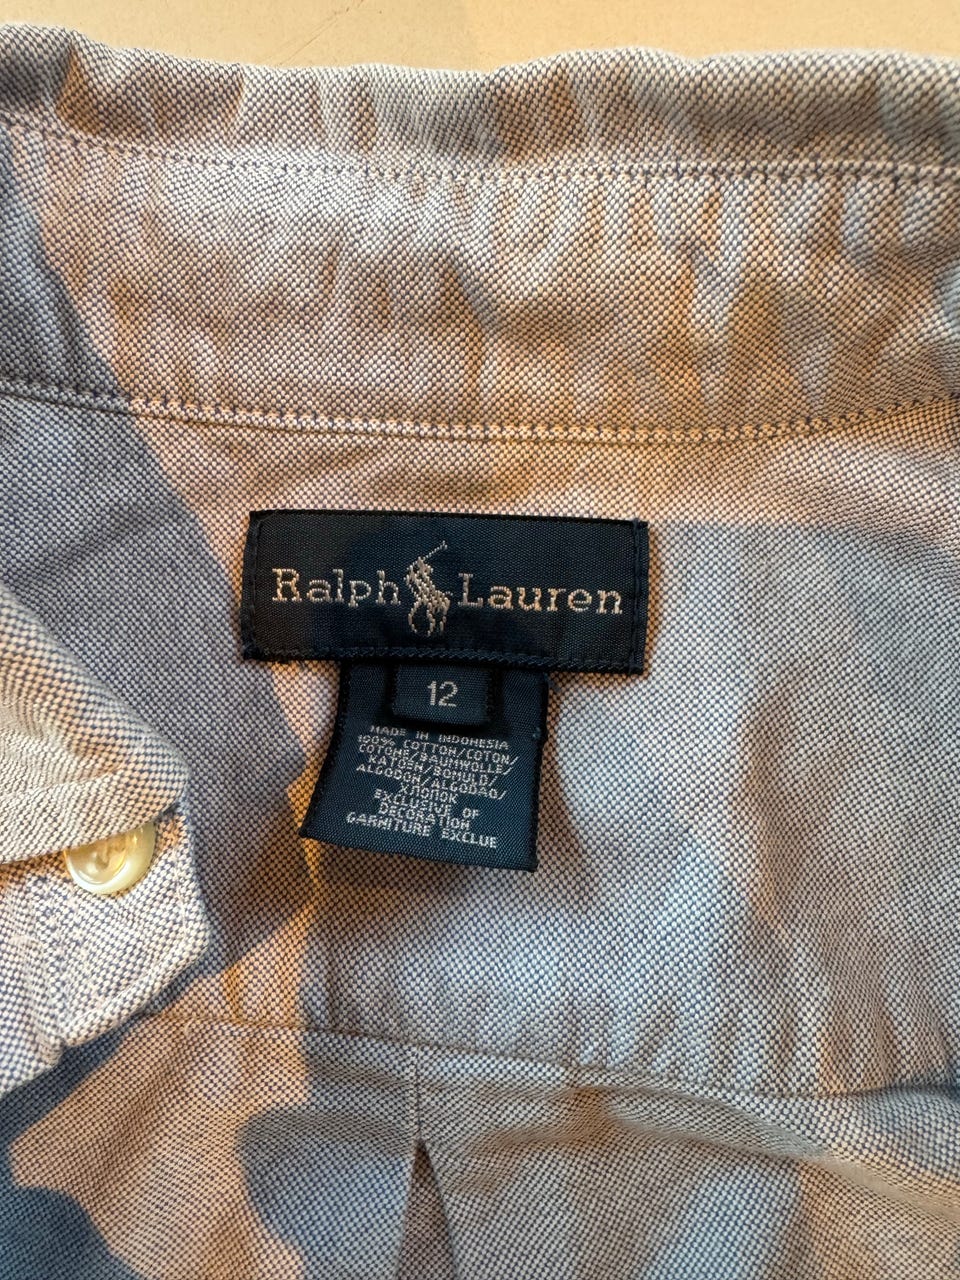 Ralph Lauren
12
MADE IN INDONESIA
100% COTTON/COTON/
COTONE/BAUMWOLLE/
KATOEN/BOMULD/
ALGODON/ALGODAO/
ХЛОПОК
EXCLUSIVE OF
DECORATION
GARNITURE EXCLUE